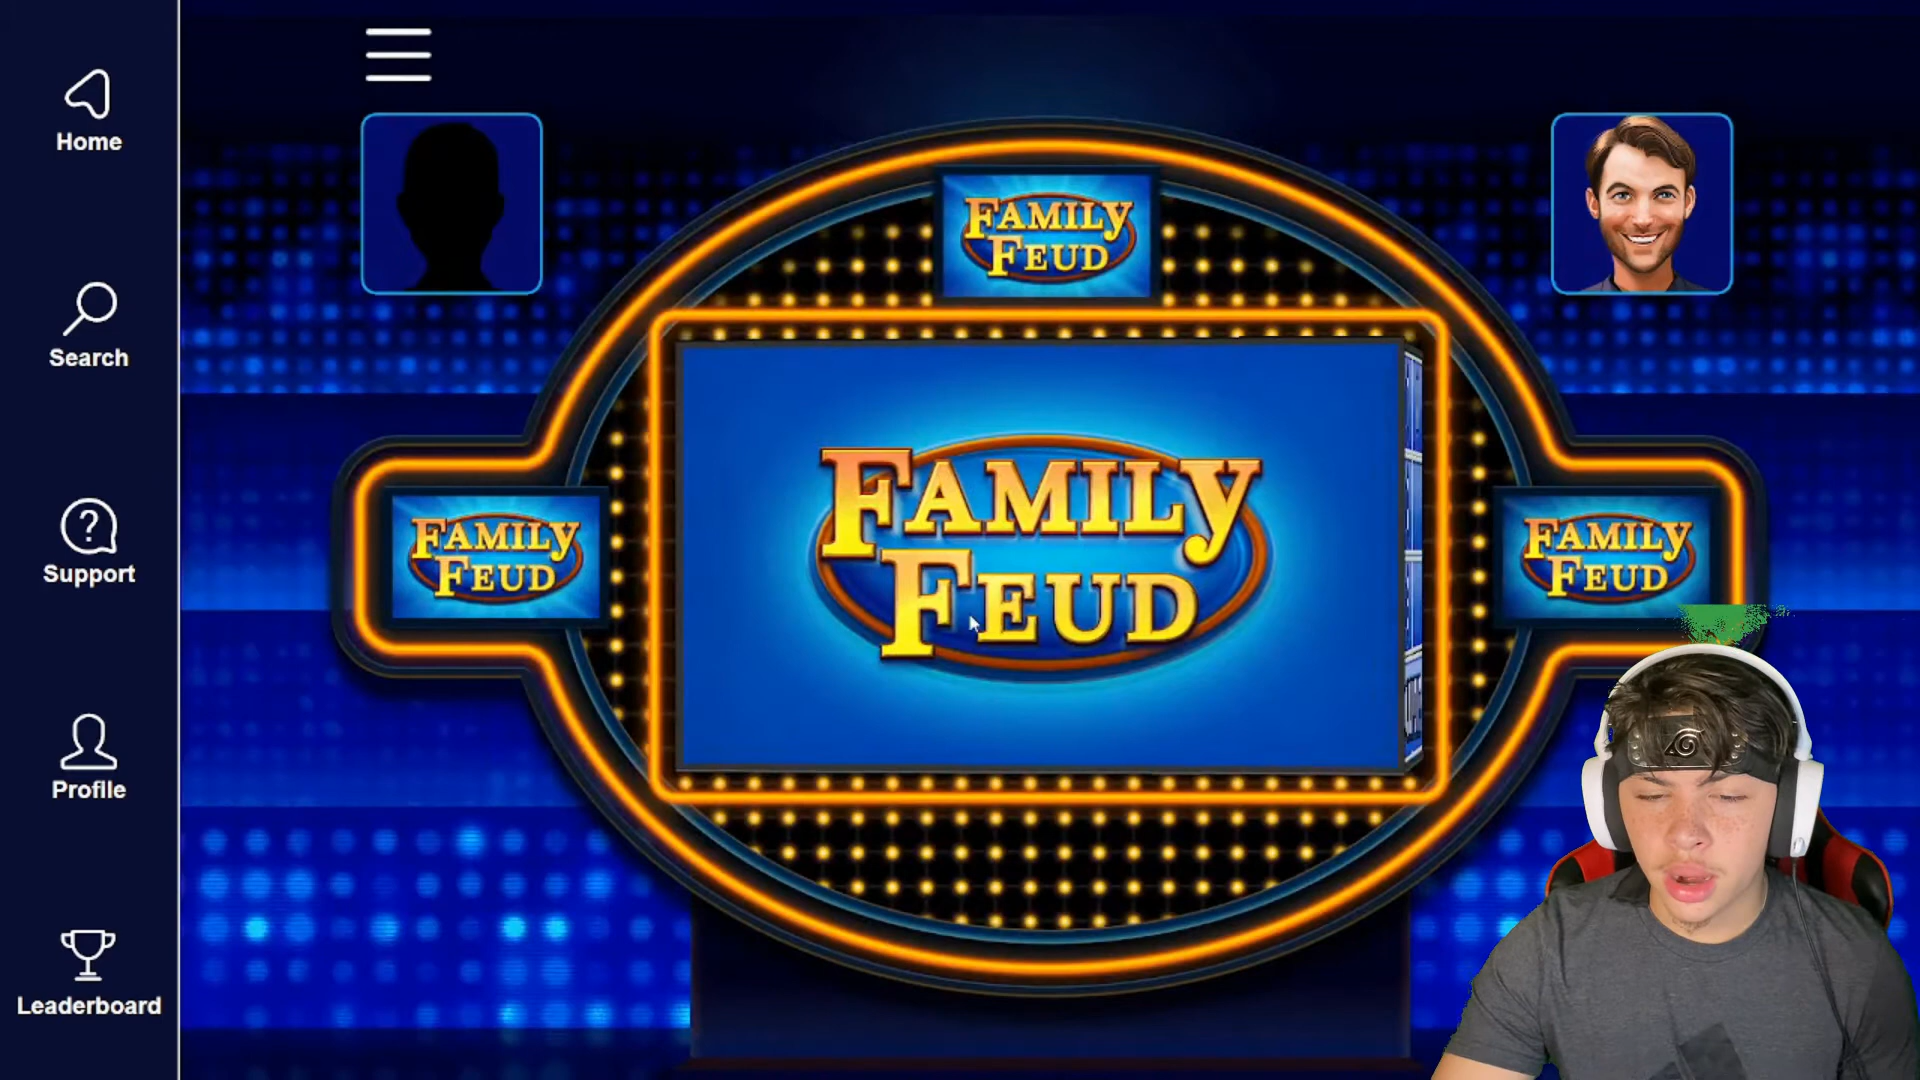 Home
Search
Support
Profile
Leaderboard
FAMILY
FEUD
FAMILY
FEUD
FAMILY
FEUD
FAMILY
FEUD